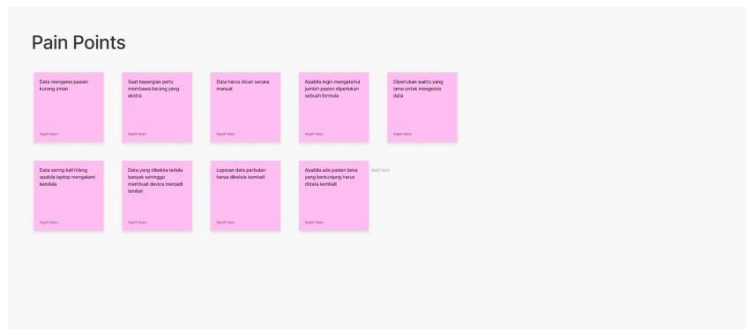 Pain Points
Data mengenai pasien
kurang aman
Saat bepergian perlu
membawa barang yang
ekstra
Data harus dicari secara
manual
Apabila ingin mengetahui
jumlah pasien diperlukan
sebuah formula
Diperlukan waktu yang
lama untuk mengelola
data
Data sering kali hilang
apabila laptop mengalami
kendala
Data yang dikelola terlalu
banyak sehingga
membuat device menjadi
lambat
Laporan data perbulan
harus dikelola kembali
Apabila ada pasien lama
yang berkunjung harus
didata kembali
Add text